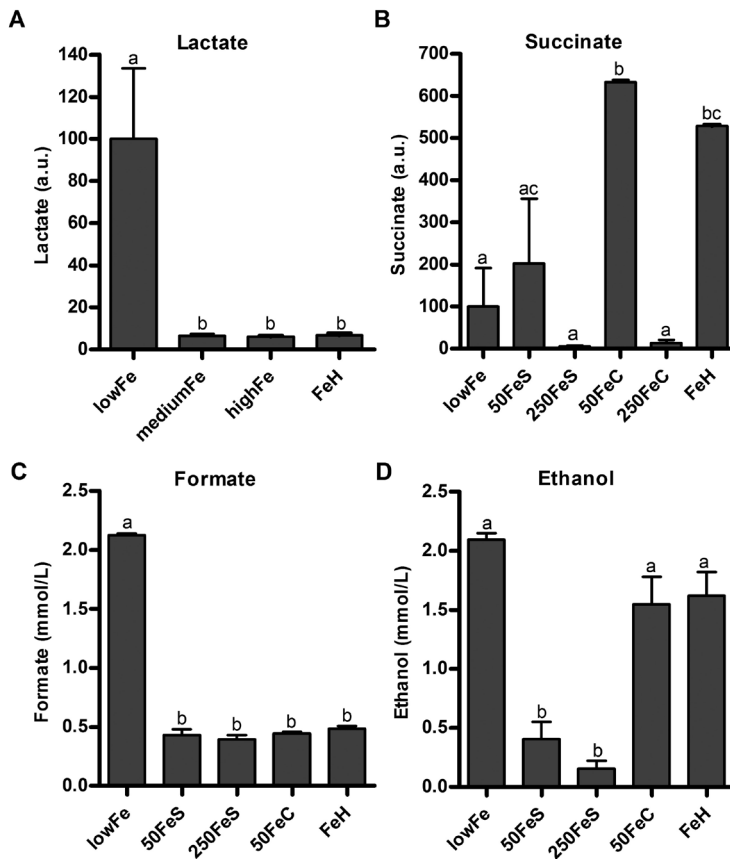 A
Lactate
Lactate (a.u.)
140
120
100
80
60
40
20
0
a
b
b
b
lowFe
mediumFe
highFe
FeH
B
Succinate
Succinate (a.u.)
700
600
500
400
300
200
100
0
a
ac
a
b
a
bc
lowFe
50FeS
250FeS
50FeC
250FeC
FeH
C
Formate
Formate (mmol/L)
2.5
2.0
1.5
1.0
0.5
0.0
a
b
b
b
b
lowFe
50FeS
250FeS
50FeC
FeH
D
Ethanol
Ethanol (mmol/L)
2.5
2.0
1.5
1.0
0.5
0.0
a
b
b
a
a
lowFe
50FeS
250FeS
50FeC
FeH